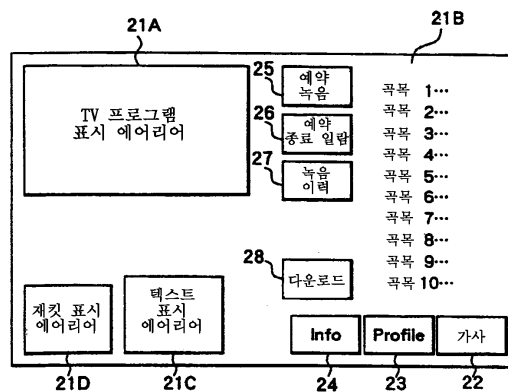 21A
21B
TV 프로그램
표시 에어리어
25
예약
녹음
26
예약
종료 일람
27
녹음
이력
곡목 1…
곡목 2…
곡목 3…
곡목 4…
곡목 5…
곡목 6…
곡목 7…
곡목 8…
곡목 9…
곡목 10…
28
다운로드
재킷 표시
에어리어
텍스트
표시
에어리어
Info
Profile
가사
21D
21C
24
23
22